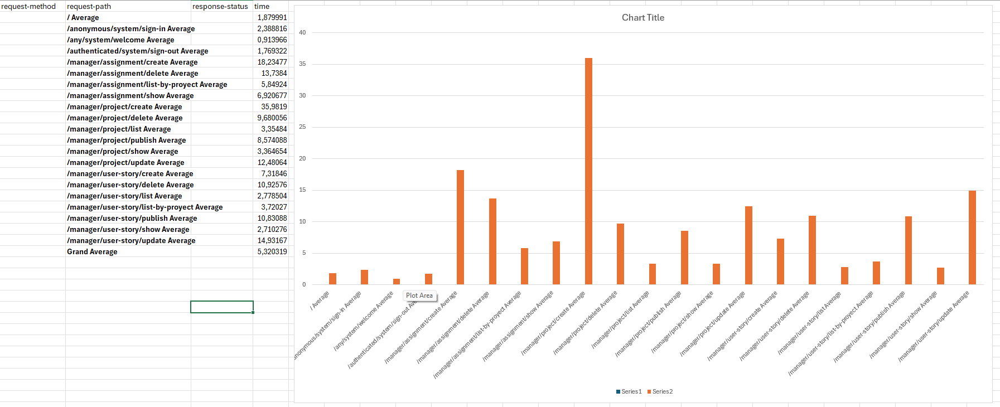 request-method request-path response-status time
/ Average 1,879991
/anonymous/system/sign-in Average 2,388816
/any/system/welcome Average 0,913966
/authenticated/system/sign-out Average 1,769322
/manager/assignment/create Average 18,23477
/manager/assignment/delete Average 13,7384
/manager/assignment/list-by-proyect Average 5,84924
/manager/assignment/show Average 6,920677
/manager/project/create Average 35,9819
/manager/project/delete Average 9,680056
/manager/project/list Average 3,35484
/manager/project/publish Average 8,574088
/manager/project/show Average 3,364654
/manager/project/update Average 12,48064
/manager/user-story/create Average 7,31846
/manager/user-story/delete Average 10,92576
/manager/user-story/list Average 2,778504
/manager/user-story/list-by-proyect Average 3,72027
/manager/user-story/publish Average 10,83088
/manager/user-story/show Average 2,710276
/manager/user-story/update Average 14,93167
Grand Average 5,320319
Chart Title
40
35
30
25
20
15
10
5
0
/ Average
nonymous/system/sign-in Average
/any/system/welcome Average
/authenticated/system/sign-out
/manager/assignment/create Average
/manager/assignment/delete Average
/manager/assignment/list-by-proyect Average
/manager/assignment/show Average
/manager/project/create Average
/manager/project/delete Average
/manager/project/list Average
/manager/project/publish Average
/manager/project/show Average
/manager/project/update Average
/manager/user-story/create Average
/manager/user-story/delete Average
/manager/user-story/list Average
/manager/user-story/list-by-proyect Average
/manager/user-story/publish Average
/manager/user-story/show Average
/manager/user-story/update Average
Plot Area
Series1 Series2